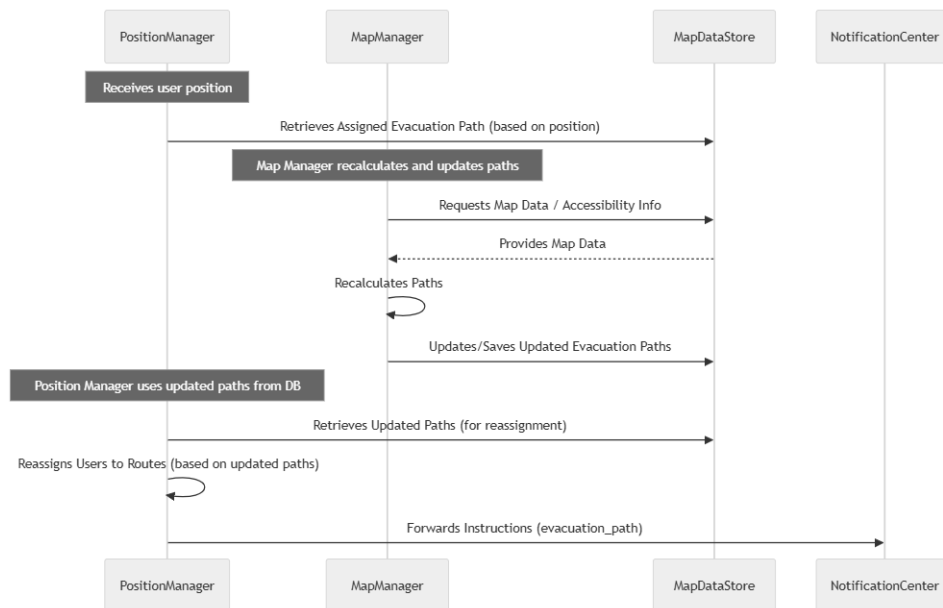 PositionManager
MapManager
MapDataStore
NotificationCenter
Receives user position
Retrieves Assigned Evacuation Path (based on position)
Map Manager recalculates and updates paths
Requests Map Data / Accessibility Info
Provides Map Data
Recalculates Paths
Updates/Saves Updated Evacuation Paths
Position Manager uses updated paths from DB
Retrieves Updated Paths (for reassignment)
Reassigns Users to Routes (based on updated paths)
Forwards Instructions (evacuation_path)
PositionManager
MapManager
MapDataStore
NotificationCenter